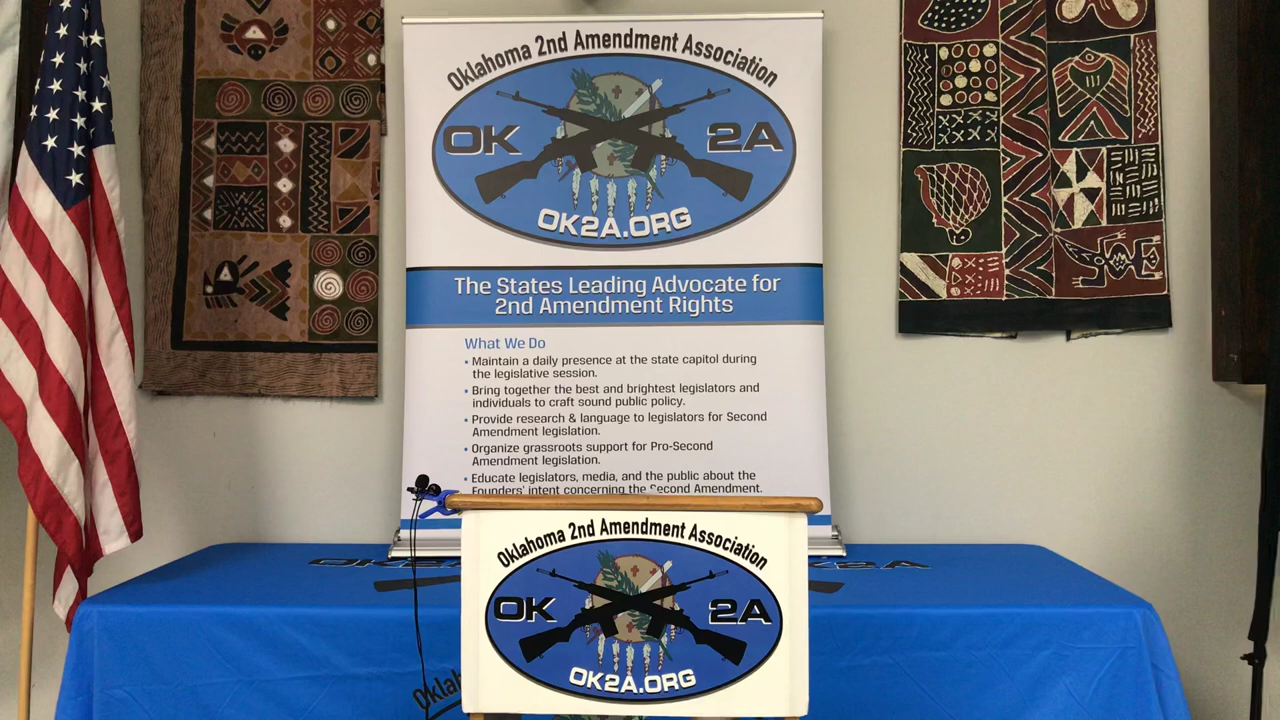 Oklahoma 2nd Amendment Association
OK 2A
OK2A.ORG
The States Leading Advocate for
2nd Amendment Rights
What We Do
• Maintain a daily presence at the state capitol during
the legislative session.
• Bring together the best and brightest legislators and
individuals to craft sound public policy.
• Provide research & language to legislators for Second
Amendment legislation.
• Organize grassroots support for Pro-Second
Amendment legislation.
• Educate legislators, media, and the public about the
Founders' intent concerning the Second Amendment.
Oklahoma 2nd Amendment Association
OK 2A
OK2A.ORG